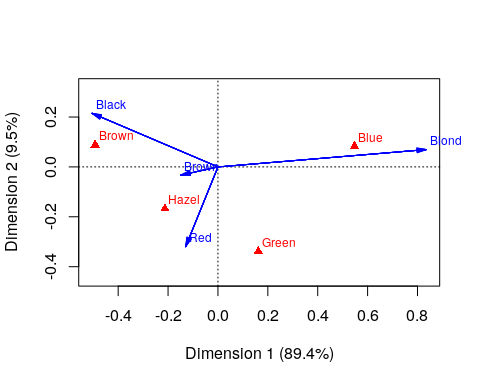 Black
Brown
Blue
Blond
Brown
Hazel
Red
Green
Dimension 2 (9.5%)
0.2
0.0
-0.2
-0.4
-0.4
-0.2
0.0
0.2
0.4
0.6
0.8
Dimension 1 (89.4%)